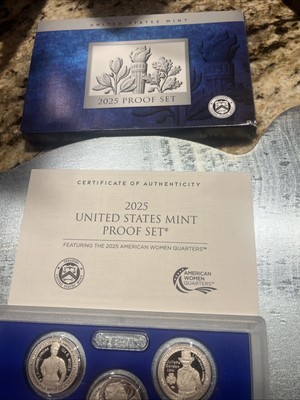 UNITED STATES MINT
2025 PROOF SET
CERTIFICATE OF AUTHENTICITY
2025
UNITED STATES MINT
PROOF SET®
FEATURING THE 2025 AMERICAN WOMEN QUARTERS™
AMERICAN
WOMEN
QUARTERS™